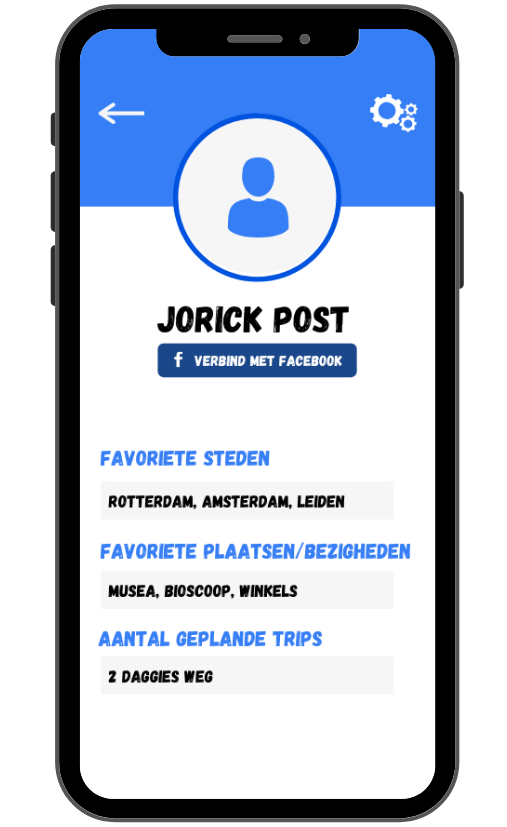 JORICK POST
f VERBIND MET FACEBOOK
FAVORIETE STEDEN
ROTTERDAM, AMSTERDAM, LEIDEN
FAVORIETE PLAATSEN/BEZIGHEDEN
MUSEA, BIOSCOOP, WINKELS
AANTAL GEPLANDE TRIPS
2 DAGGIES WEG